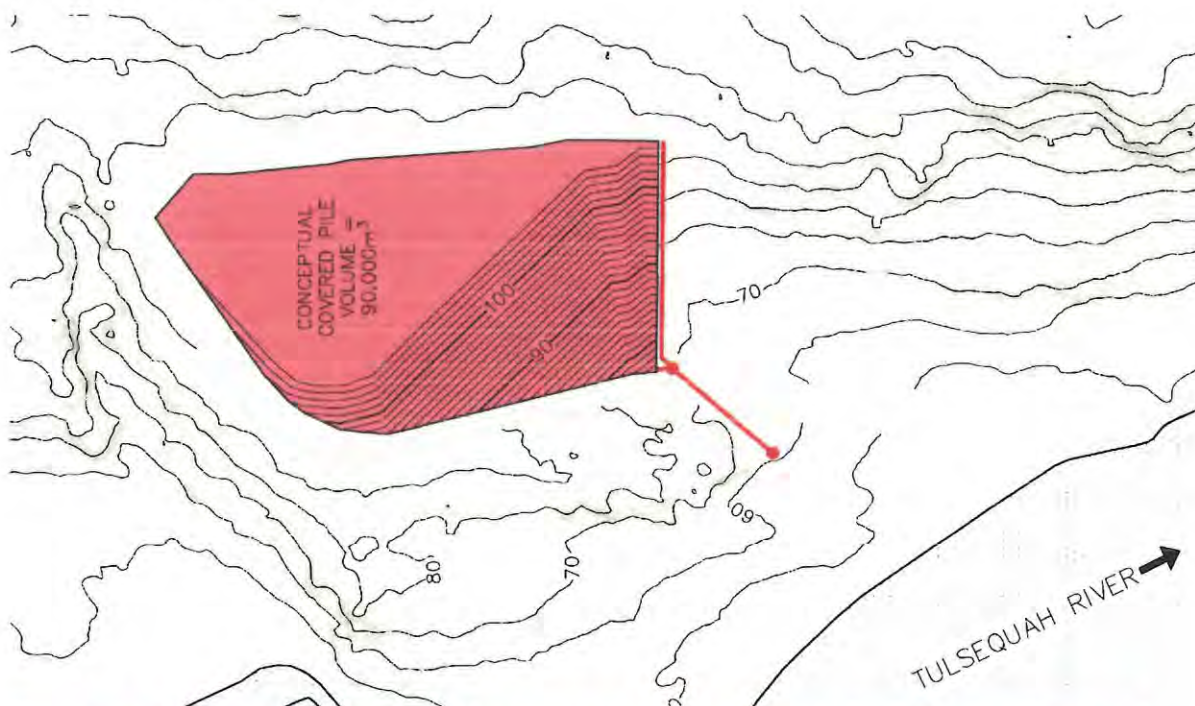 CONCEPTUAL
COVERED PILE
VOLUME =
90,000m³
100
90
70
60
80
70
TULSEQUAH RIVER